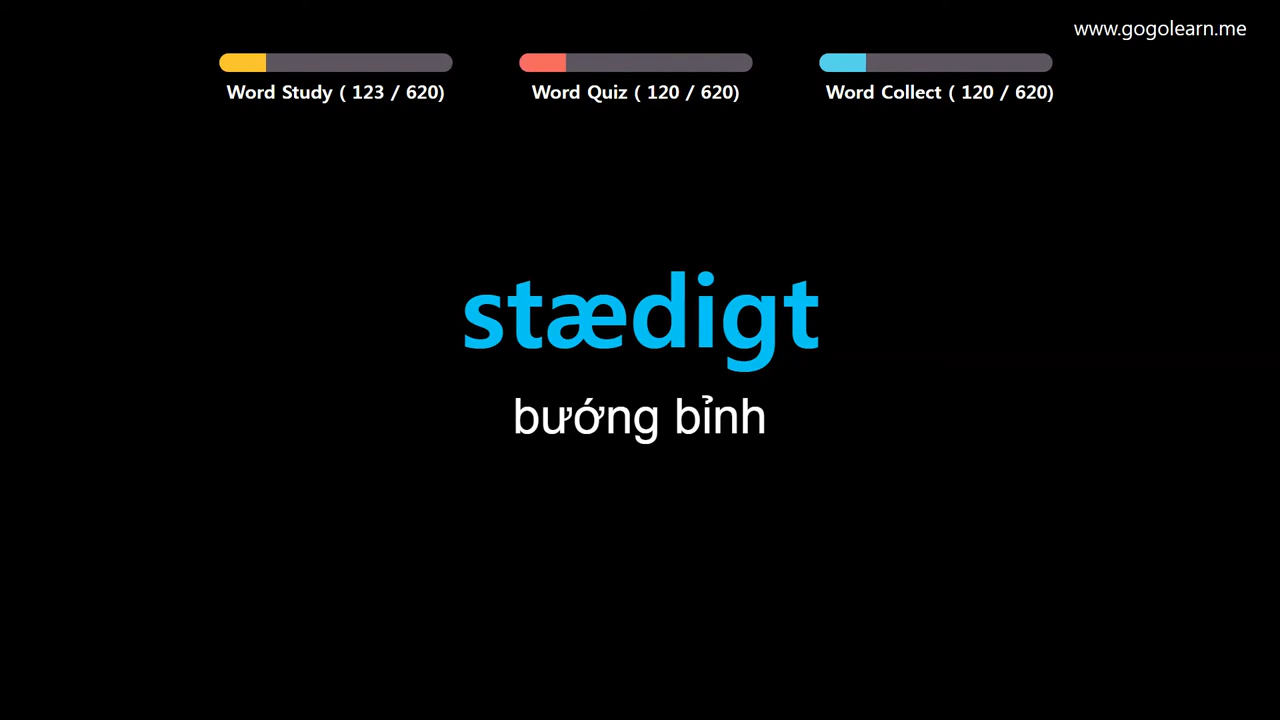 www.gogolearn.me
Word Study ( 123 / 620)
Word Quiz ( 120 / 620)
Word Collect ( 120 / 620)
stædigt
bướng bỉnh